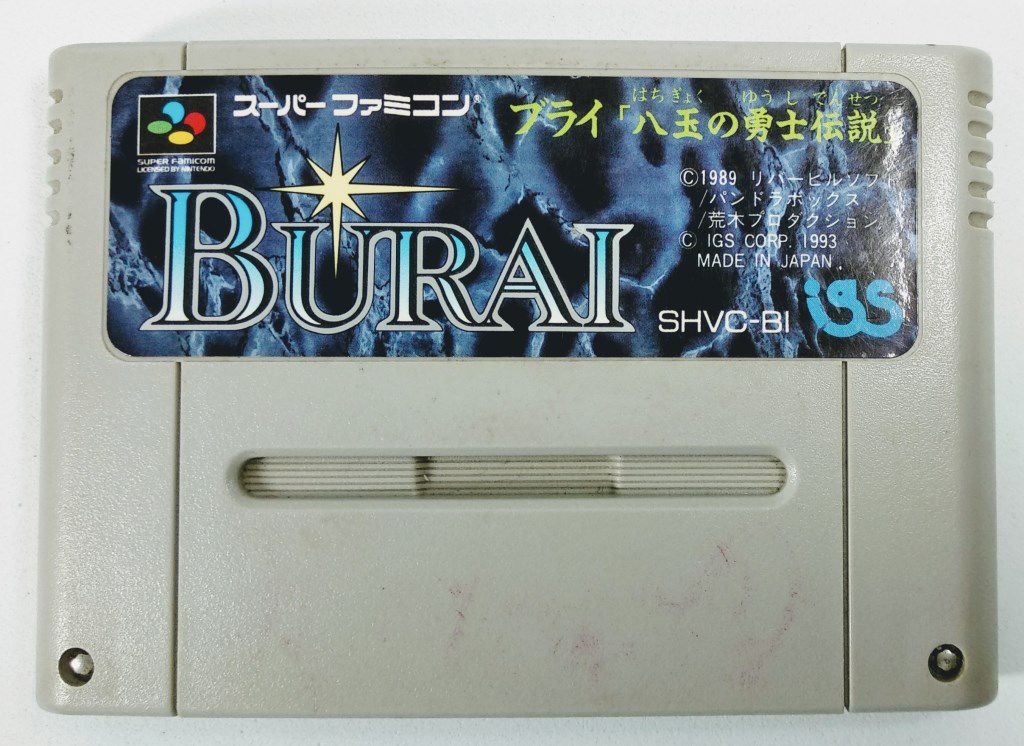 スーパーファミコン®
SUPER FAMICOM
LICENSED BY NINTENDO
はちぎょく ゆうしでんせつ
ブライ「八玉の勇士伝説」
BURAI
©1989 リバーヒルソフト
/パンドラボックス
/荒木プロダクション
© IGS CORP. 1993
MADE IN JAPAN.
SHVC-BI
igs